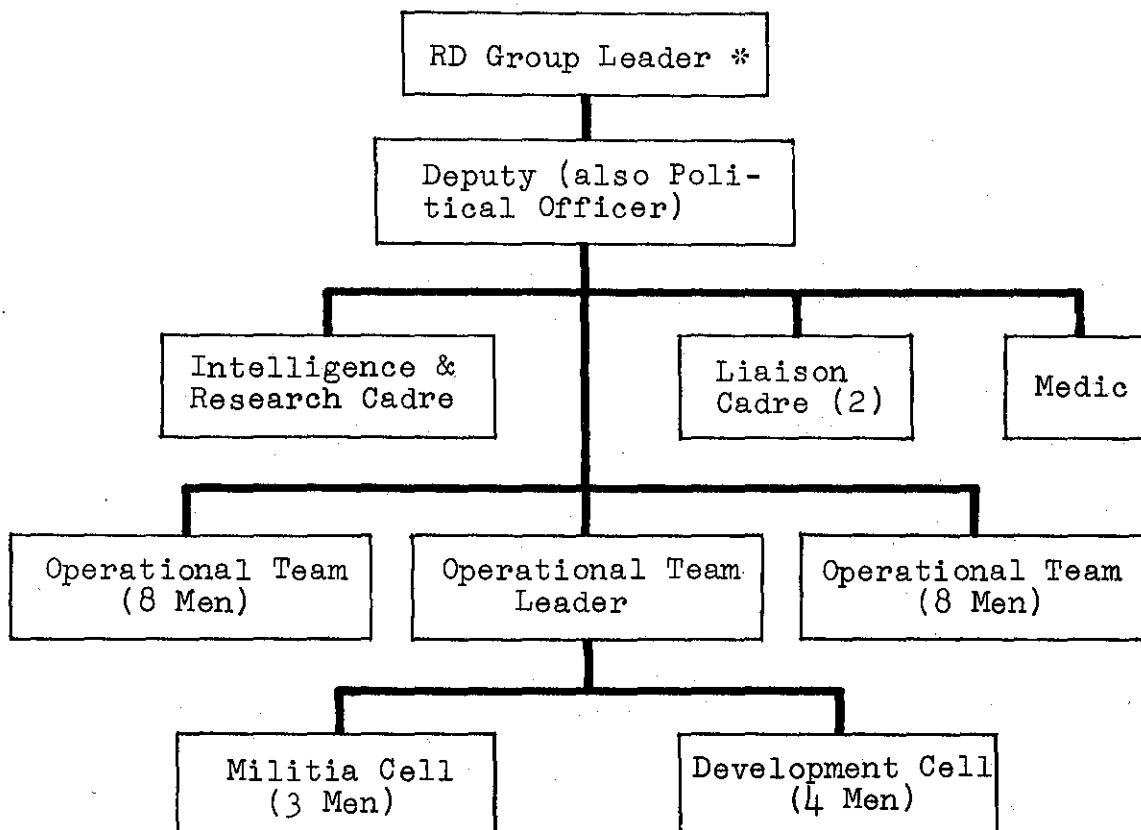 RD Group Leader *
Deputy (also Poli-
tical Officer)
Intelligence &
Research Cadre
Liaison
Cadre (2)
Medic
Operational Team
(8 Men)
Operational Team
Leader
Operational Team
(8 Men)
Militia Cell
(3 Men)
Development Cell
(4 Men)